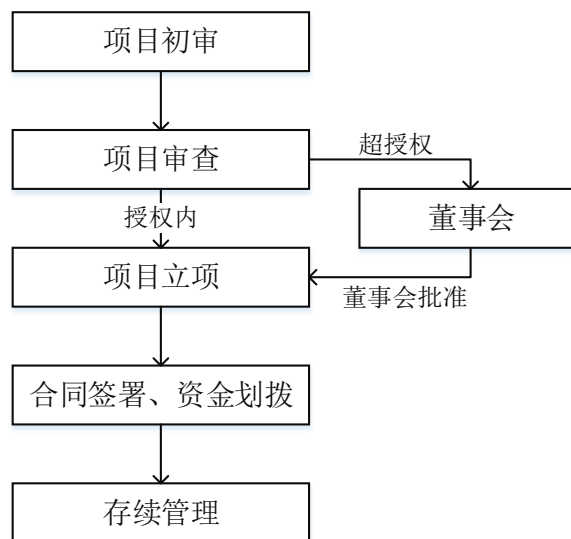 项目初审
项目审查
超授权
董事会
授权内
项目立项
董事会批准
合同签署、资金划拨
存续管理